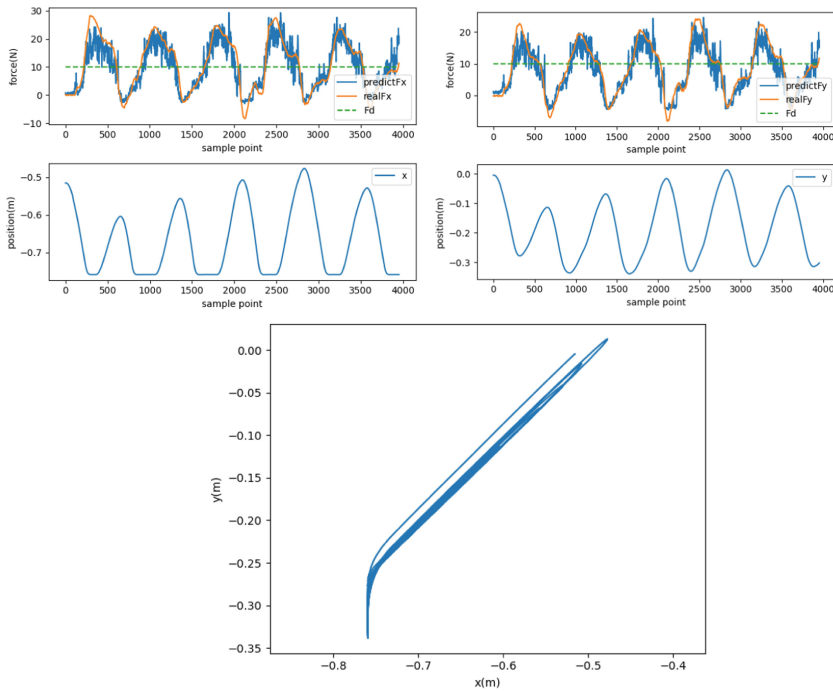 force(N)
30
20
10
0
−10
predictFx
realFx
Fd
0 500 1000 1500 2000 2500 3000 3500 4000
sample point
force(N)
20
10
0
predictFy
realFy
Fd
0 500 1000 1500 2000 2500 3000 3500 4000
sample point
position(m)
−0.5
−0.6
−0.7
x
0 500 1000 1500 2000 2500 3000 3500 4000
sample point
position(m)
0.0
−0.1
−0.2
−0.3
y
0 500 1000 1500 2000 2500 3000 3500 4000
sample point
y(m)
0.00
−0.05
−0.10
−0.15
−0.20
−0.25
−0.30
−0.35
−0.8 −0.7 −0.6 −0.5 −0.4
x(m)